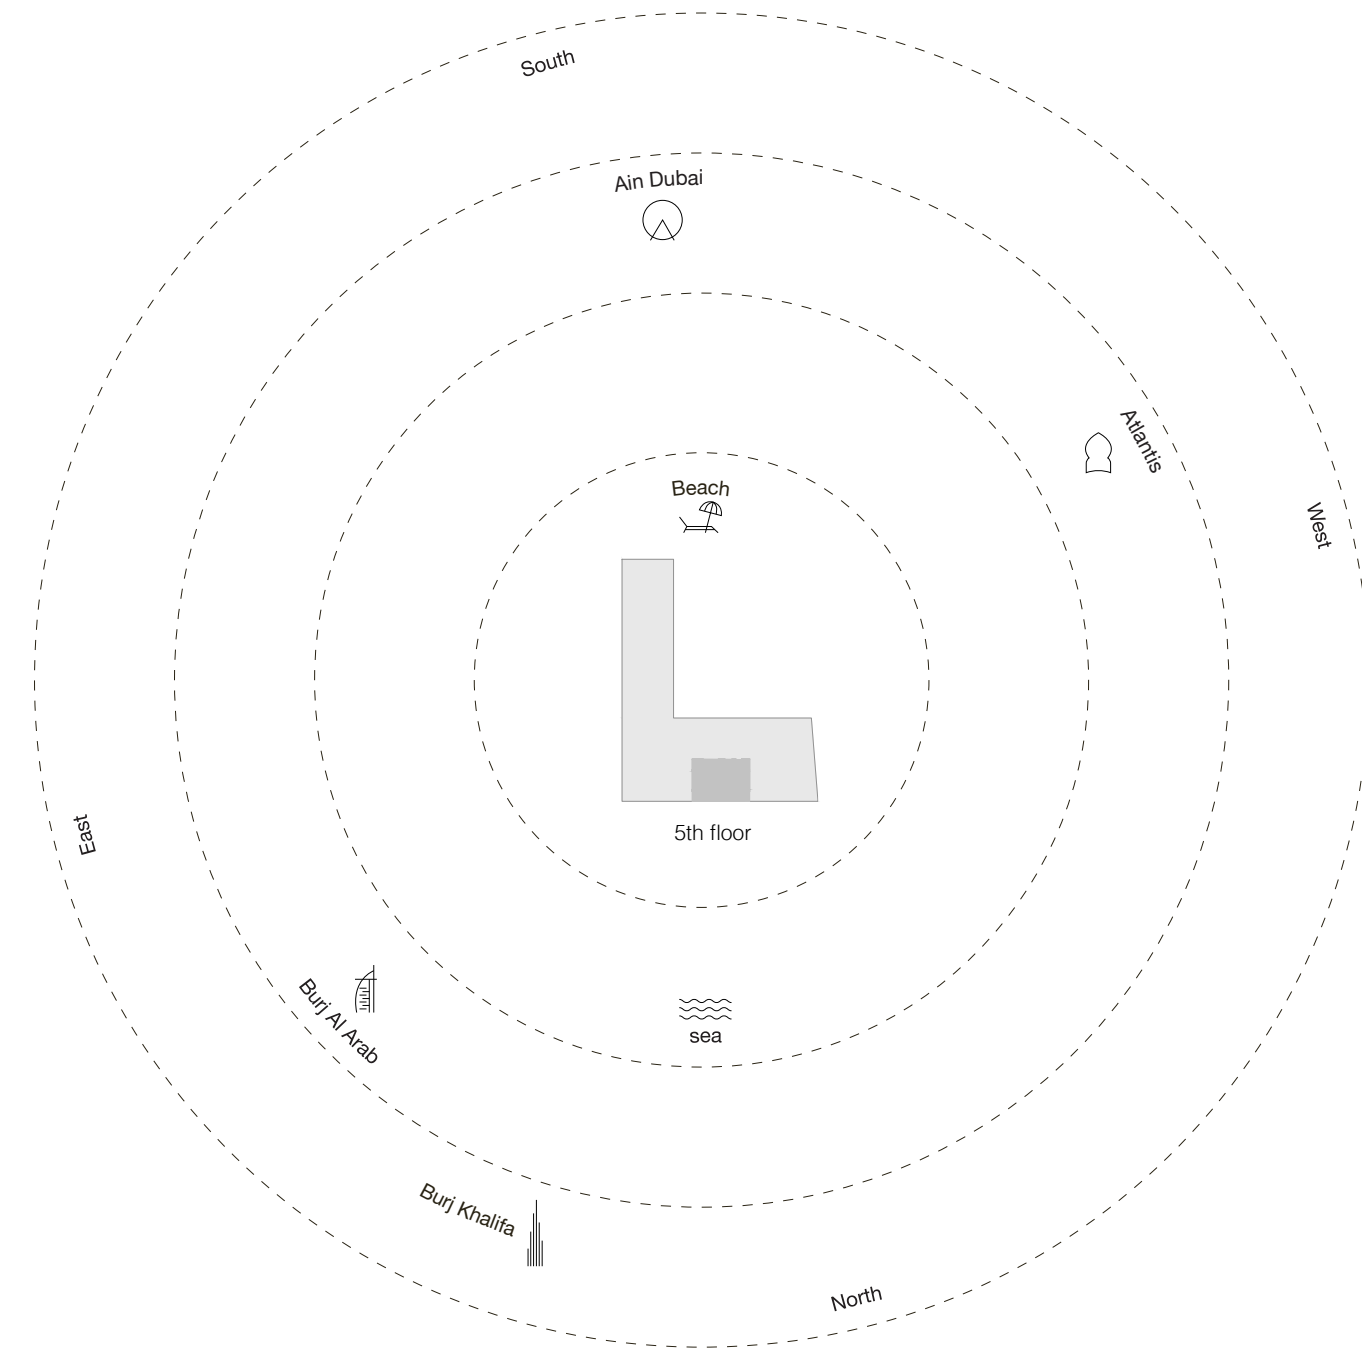 South
Ain Dubai
Atlantis
Beach
West
East
5th floor
Burj Al Arab
sea
Burj Khalifa
North